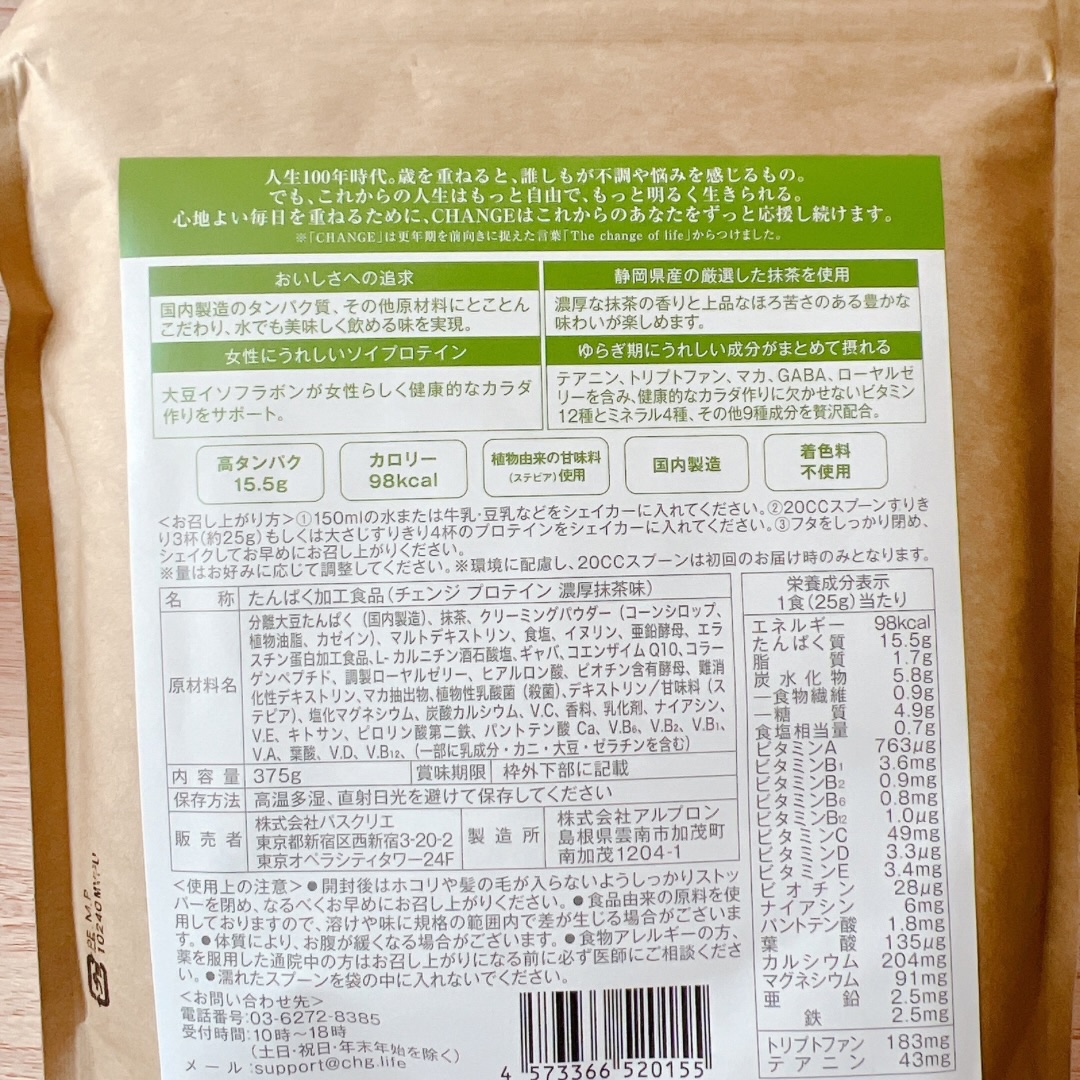 人生100年時代。歳を重ねると、誰しもが不調や悩みを感じるもの。
でも、これからの人生はもっと自由で、もっと明るく生きられる。
心地よい毎日を重ねるために、CHANGEはこれからのあなたをずっと応援し続けます。
※「CHANGE」は更年期を前向きに捉えた言葉「The change of life」からつけました。
おいしさへの追求
国内製造のタンパク質、その他原材料にとことん
こだわり、水でも美味しく飲める味を実現。
静岡県産の厳選した抹茶を使用
濃厚な抹茶の香りと上品なほろ苦さのある豊かな
味わいが楽しめます。
女性にうれしいソイプロテイン
大豆イソフラボンが女性らしく健康的なカラダ
作りをサポート。
ゆらぎ期にうれしい成分がまとめて摂れる
テアニン、トリプトファン、マカ、GABA、ローヤルゼ
リーを含み、健康的なカラダ作りに欠かせないビタミン
12種とミネラル4種、その他9種成分を贅沢配合。
高タンパク
15.5g
カロリー
98kcal
植物由来の甘味料
(ステビア)使用
国内製造
着色料
不使用
<お召し上がり方>①150mlの水または牛乳・豆乳などをシェイカーに入れてください。②20CCスプーンすりき
り3杯(約25g)もしくは大さじすりきり4杯のプロテインをシェイカーに入れてください。③フタをしっかり閉め、
シェイクしてお早めにお召し上がりください。
※量はお好みに応じて調整してください。※環境に配慮し、20CCスプーンは初回のお届け時のみとなります。
名 称 たんぱく加工食品(チェンジ プロテイン 濃厚抹茶味)
原材料名
分離大豆たんぱく(国内製造)、抹茶、クリーミングパウダー(コーンシロップ、
植物油脂、カゼイン)、マルトデキストリン、食塩、イヌリン、亜鉛酵母、エラ
スチン蛋白加工食品、L-カルニチン酒石酸塩、ギャバ、コエンザイムQ10、コラー
ゲンペプチド、調製ローヤルゼリー、ヒアルロン酸、ビオチン含有酵母、難消
化性デキストリン、マカ抽出物、植物性乳酸菌(殺菌)、デキストリン/甘味料(ス
テビア)、塩化マグネシウム、炭酸カルシウム、V.C、香料、乳化剤、ナイアシン、
V.E、キトサン、ピロリン酸第二鉄、パントテン酸Ca、V.B₆、V.B₂、V.B₁、
V.A、葉酸、V.D、V.B₁₂、(一部に乳成分・カニ・大豆・ゼラチンを含む)
内容量 375g 賞味期限 枠外下部に記載
保存方法 高温多湿、直射日光を避けて保存してください
販売者
株式会社パスクリエ
東京都新宿区西新宿3-20-2
東京オペラシティタワー24F
製造所
株式会社アルプロン
島根県雲南市加茂町
南加茂1204-1
<使用上の注意>●開封後はホコリや髪の毛が入らないようしっかりストッ
パーを閉め、なるべくお早めにお召し上がりください。●食品由来の原料を使
用しておりますので、溶けや味に規格の範囲内で差が生じる場合がございま
す。●体質により、お腹が緩くなる場合がございます。●食物アレルギーの方、
薬を服用した通院中の方はお召し上がりになる前に必ず医師にご相談くださ
い。●濡れたスプーンを袋の中に入れないでください。
<お問い合わせ先>
電話番号:03-6272-8385
受付時間:10時〜18時
(土日・祝日・年末年始を除く)
メール:support@chg.life
4 573366 520155
栄養成分表示
1食(25g)当たり
エネルギー 98kcal
たんぱく質 15.5g
脂質 1.7g
炭水化物 5.8g
―食物繊維 0.9g
―糖質 4.9g
食塩相当量 0.7g
ビタミンA 763μg
ビタミンB₁ 3.6mg
ビタミンB₂ 0.9mg
ビタミンB₆ 0.8mg
ビタミンB₁₂ 1.0μg
ビタミンC 49mg
ビタミンD 3.3μg
ビタミンE 3.4mg
ビオチン 28μg
ナイアシン 6mg
パントテン酸 1.8mg
葉酸 135μg
カルシウム 204mg
マグネシウム 91mg
亜鉛 2.5mg
鉄 2.5mg
トリプトファン 183mg
テアニン 43mg
プラ
PE, M, P